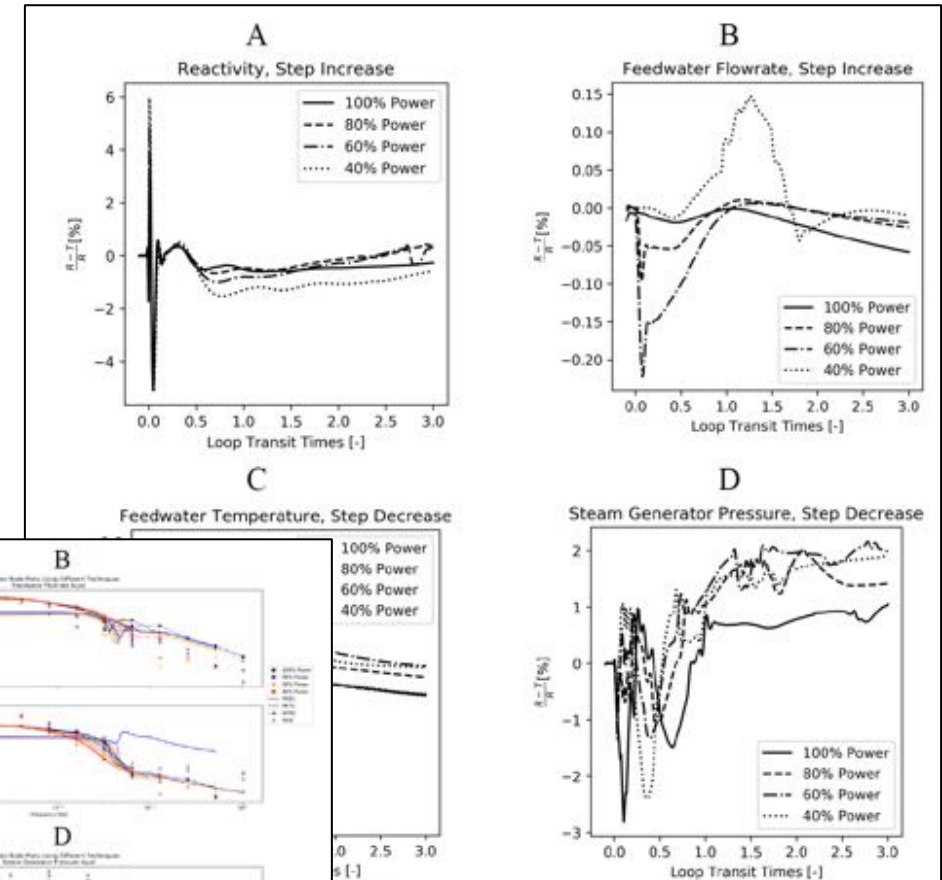 A
Reactivity, Step Increase
100% Power
80% Power
60% Power
40% Power
6
4
2
0
−2
−4
R − T
R
[%]
0.0 0.5 1.0 1.5 2.0 2.5 3.0
Loop Transit Times [-]
B
Feedwater Flowrate, Step Increase
0.15
0.10
0.05
0.00
−0.05
−0.10
−0.15
−0.20
R − T
R
[%]
100% Power
80% Power
60% Power
40% Power
0.0 0.5 1.0 1.5 2.0 2.5 3.0
Loop Transit Times [-]
C
Feedwater Temperature, Step Decrease
100% Power
80% Power
60% Power
40% Power
2.5 3.0
D
Steam Generator Pressure, Step Decrease
2
1
0
−1
−2
−3
R − T
R
[%]
100% Power
80% Power
60% Power
40% Power
0.0 0.5 1.0 1.5 2.0 2.5 3.0
Loop Transit Times [-]
B
D